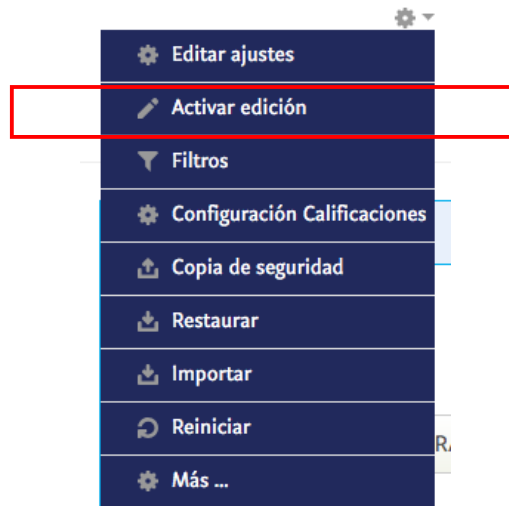 Editar ajustes
Activar edición
Filtros
Configuración Calificaciones
Copia de seguridad
Restaurar
Importar
Reiniciar
Más ...